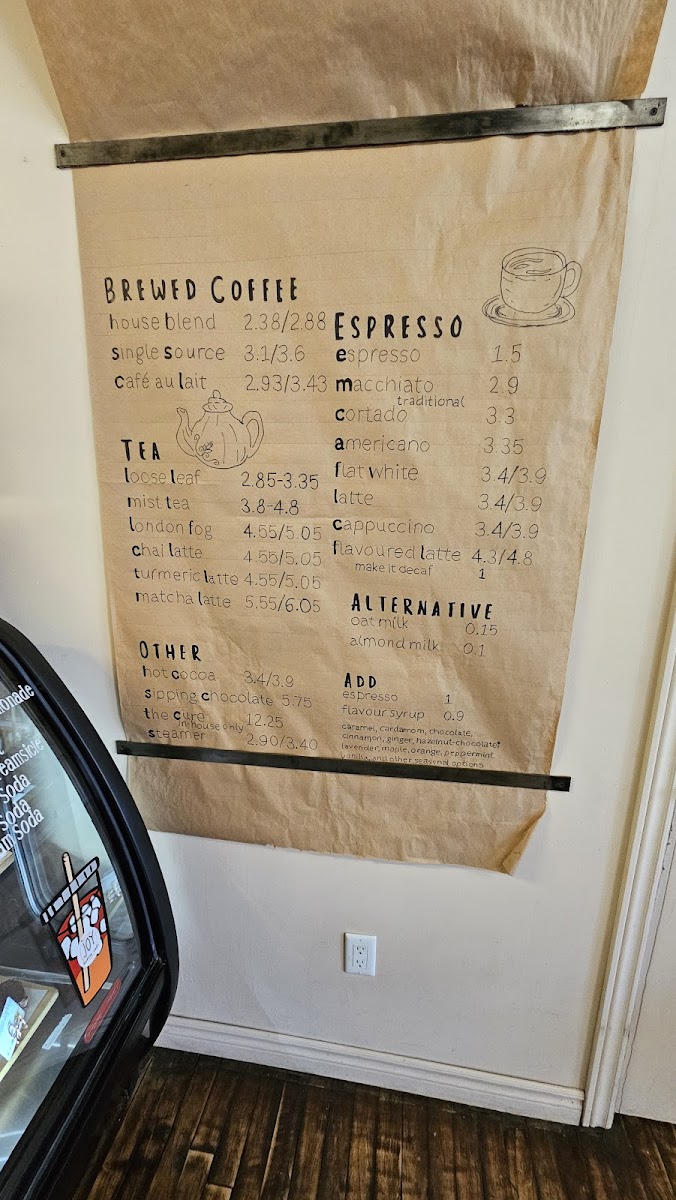 BREWED COFFEE
house blend 2.38/2.88
single source 3.1/3.6
café au lait 2.93/3.43
TEA
loose leaf 2.85-3.35
mist tea 3.8-4.8
london fog 4.55/5.05
chai latte 4.55/5.05
turmeric latte 4.55/5.05
matcha latte 5.55/6.05
OTHER
hot cocoa 3.4/3.9
sipping chocolate 5.75
the cure 12.25
in house only
steamer 2.90/3.40
ESPRESSO
espresso 1.5
macchiato 2.9
traditional
cortado 3.3
americano 3.35
flat white 3.4/3.9
latte 3.4/3.9
cappuccino 3.4/3.9
flavoured latte 4.3/4.8
make it decaf 1
ALTERNATIVE
oat milk 0.15
almond milk 0.1
ADD
espresso 1
flavour syrup 0.9
caramel, cardamom, chocolate,
cinnamon, ginger, hazelnut-chocolate,
lavender, maple, orange, peppermint,
vanilla, and other seasonal options
Soda
Soda
Soda
JOY